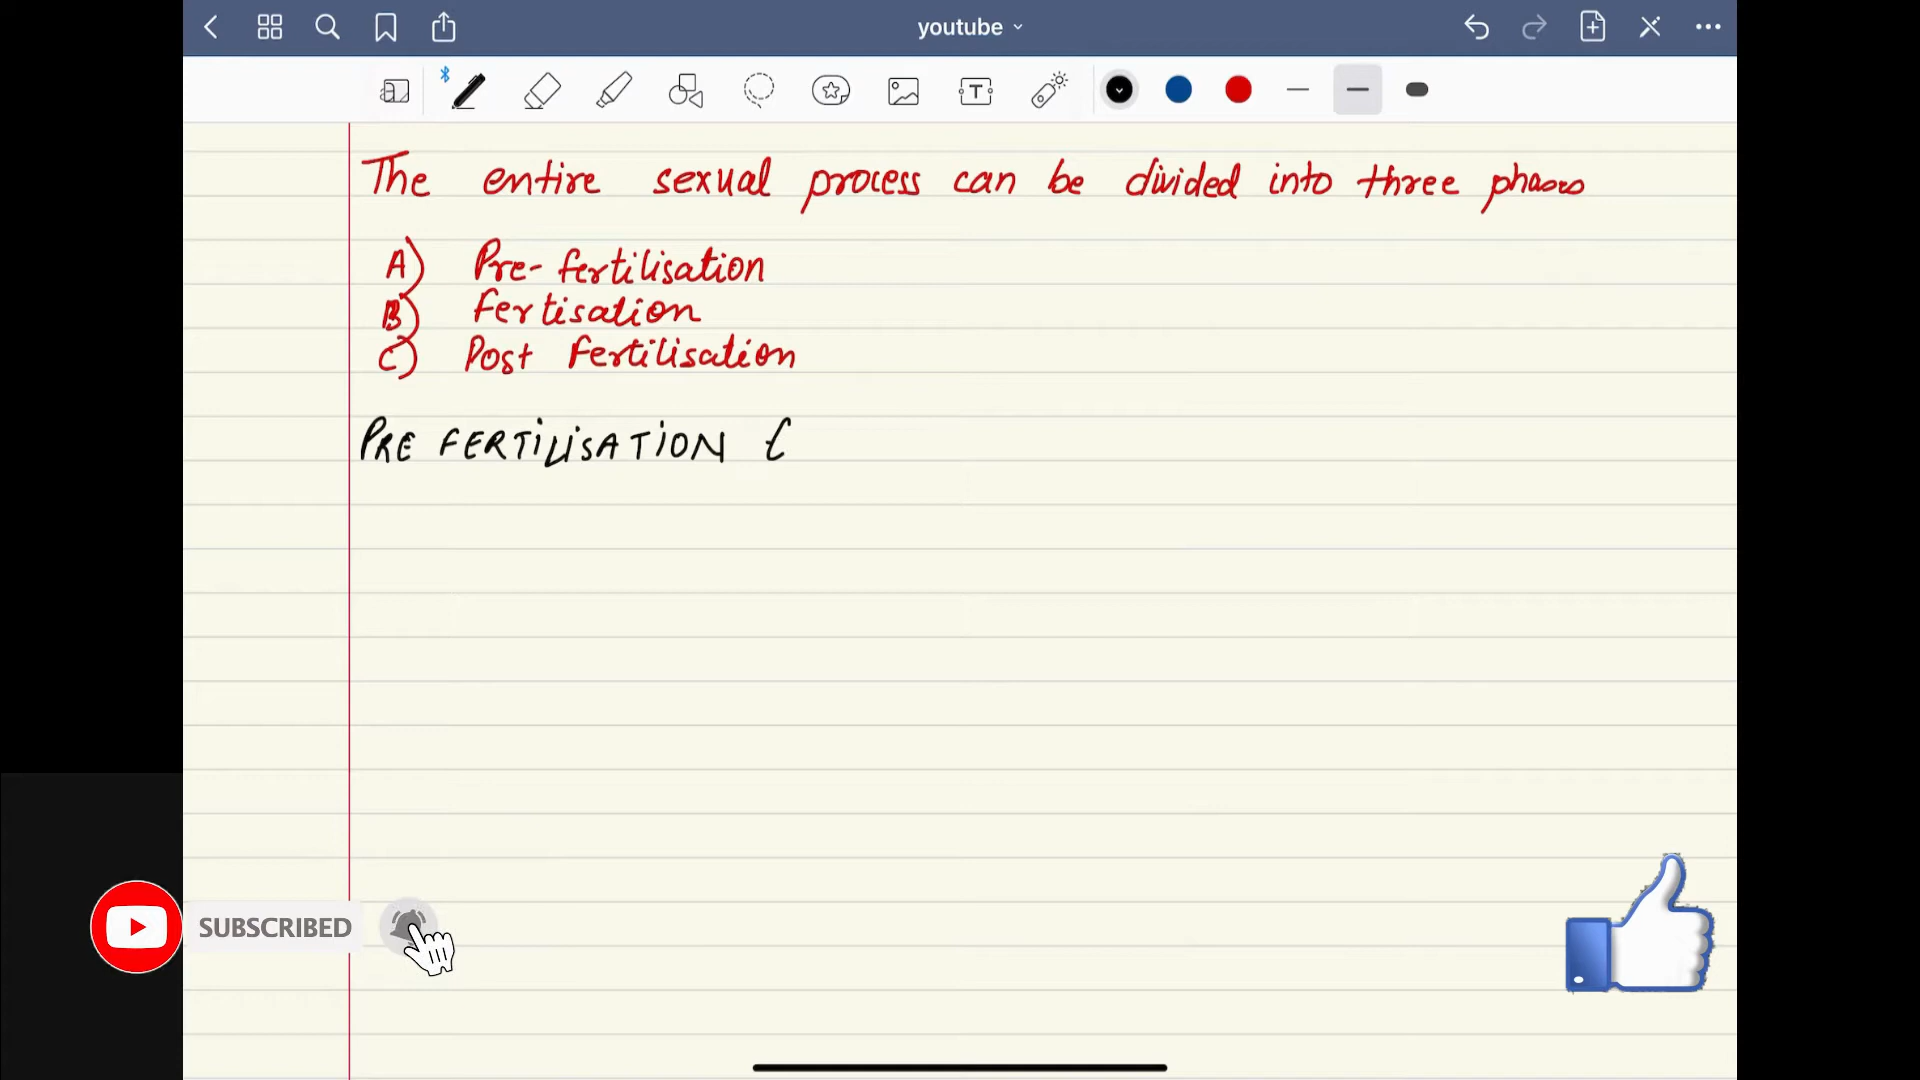 youtube
The entire sexual process can be divided into three phases
A) Pre-fertilisation
B) Fertisation
C) Post Fertilisation
PRE FERTILISATION
SUBSCRIBED